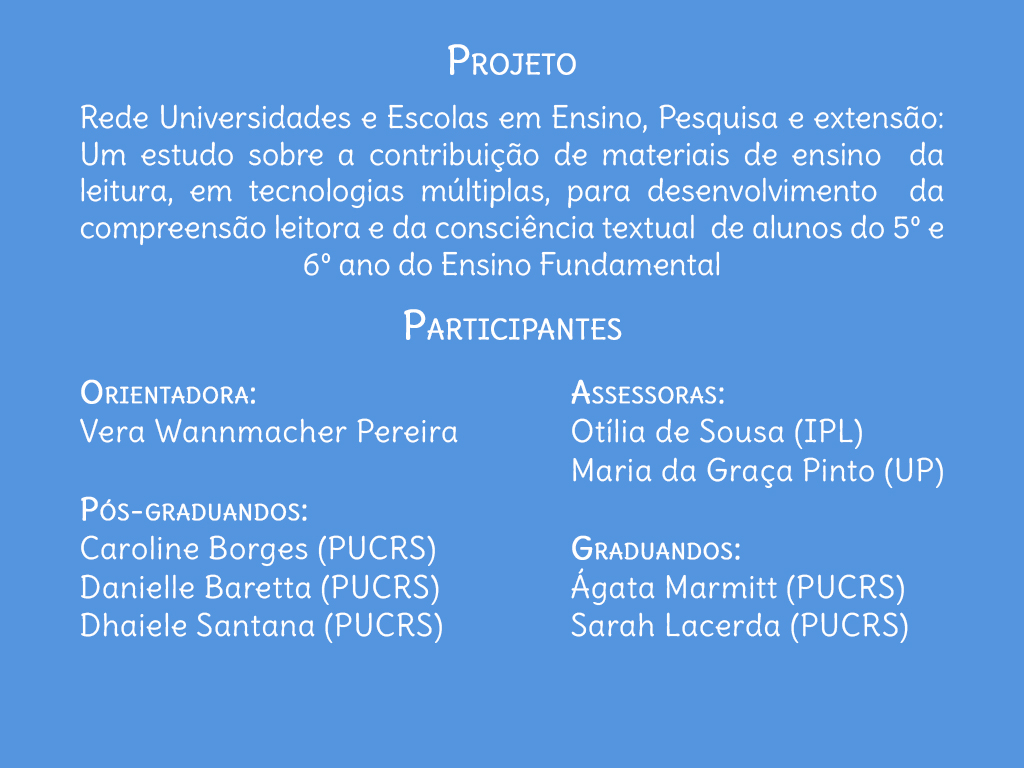 Projeto
Rede Universidades e Escolas em Ensino, Pesquisa e extensão:
Um estudo sobre a contribuição de materiais de ensino da
leitura, em tecnologias múltiplas, para desenvolvimento da
compreensão leitora e da consciência textual de alunos do 5º e
6º ano do Ensino Fundamental
Participantes
Orientadora:
Vera Wannmacher Pereira
Pós-graduandos:
Caroline Borges (PUCRS)
Danielle Baretta (PUCRS)
Dhaiele Santana (PUCRS)
Assessoras:
Otília de Sousa (IPL)
Maria da Graça Pinto (UP)
Graduandos:
Ágata Marmitt (PUCRS)
Sarah Lacerda (PUCRS)